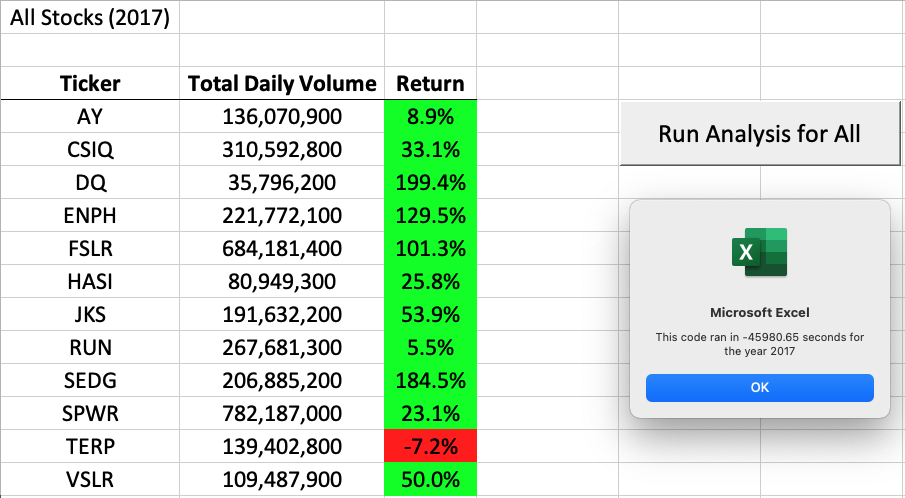 All Stocks (2017)
Ticker Total Daily Volume Return
AY 136,070,900 8.9%
CSIQ 310,592,800 33.1%
DQ 35,796,200 199.4%
ENPH 221,772,100 129.5%
FSLR 684,181,400 101.3%
HASI 80,949,300 25.8%
JKS 191,632,200 53.9%
RUN 267,681,300 5.5%
SEDG 206,885,200 184.5%
SPWR 782,187,000 23.1%
TERP 139,402,800 -7.2%
VSLR 109,487,900 50.0%
Run Analysis for All
X
Microsoft Excel
This code ran in -45980.65 seconds for
the year 2017
OK